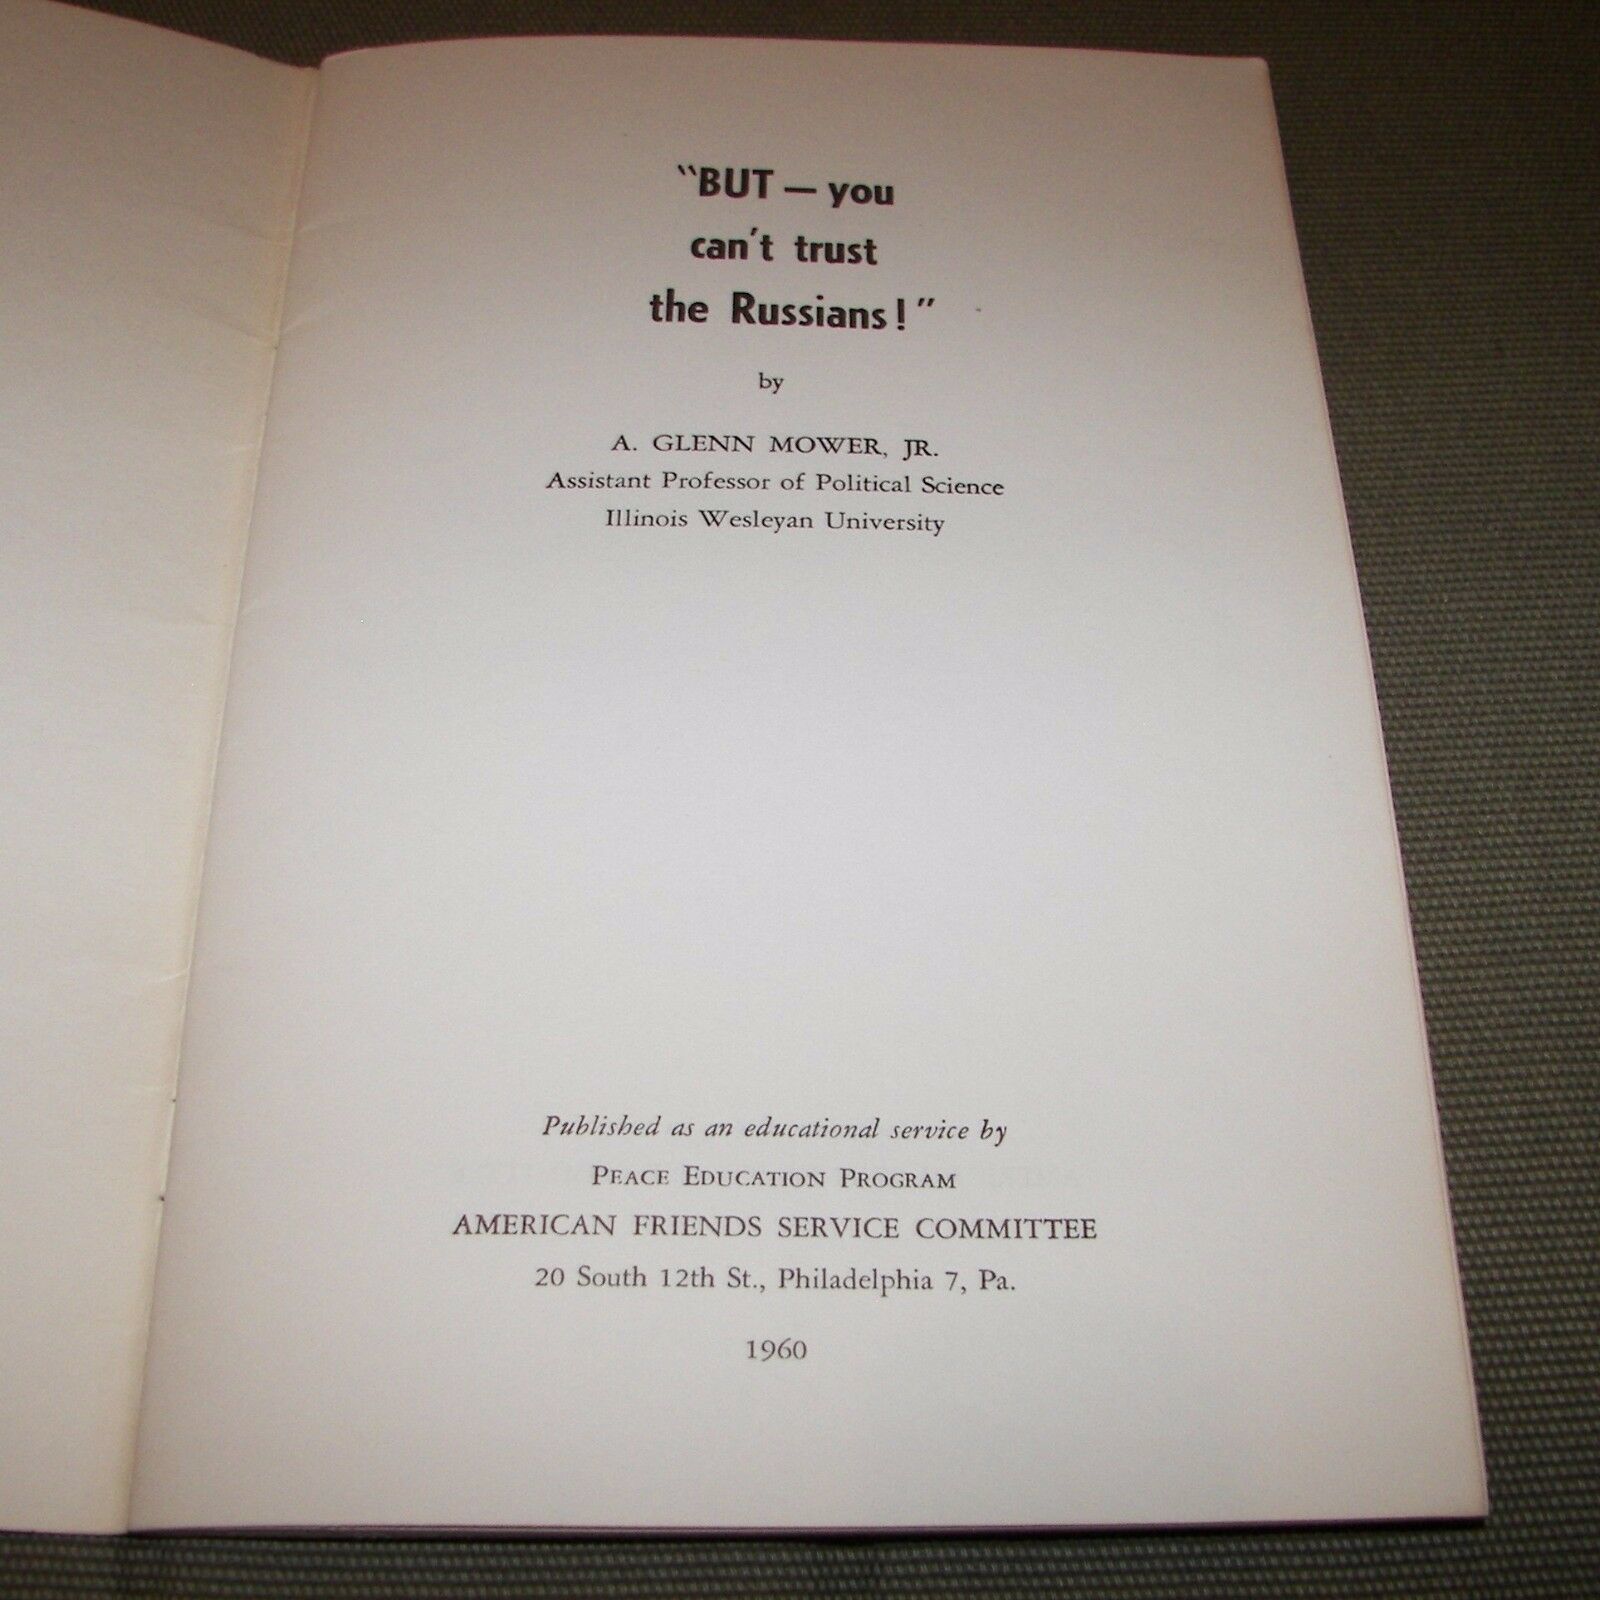 "BUT — you
can't trust
the Russians!"
by
A. GLENN MOWER, JR.
Assistant Professor of Political Science
Illinois Wesleyan University
Published as an educational service by
PEACE EDUCATION PROGRAM
AMERICAN FRIENDS SERVICE COMMITTEE
20 South 12th St., Philadelphia 7, Pa.
1960